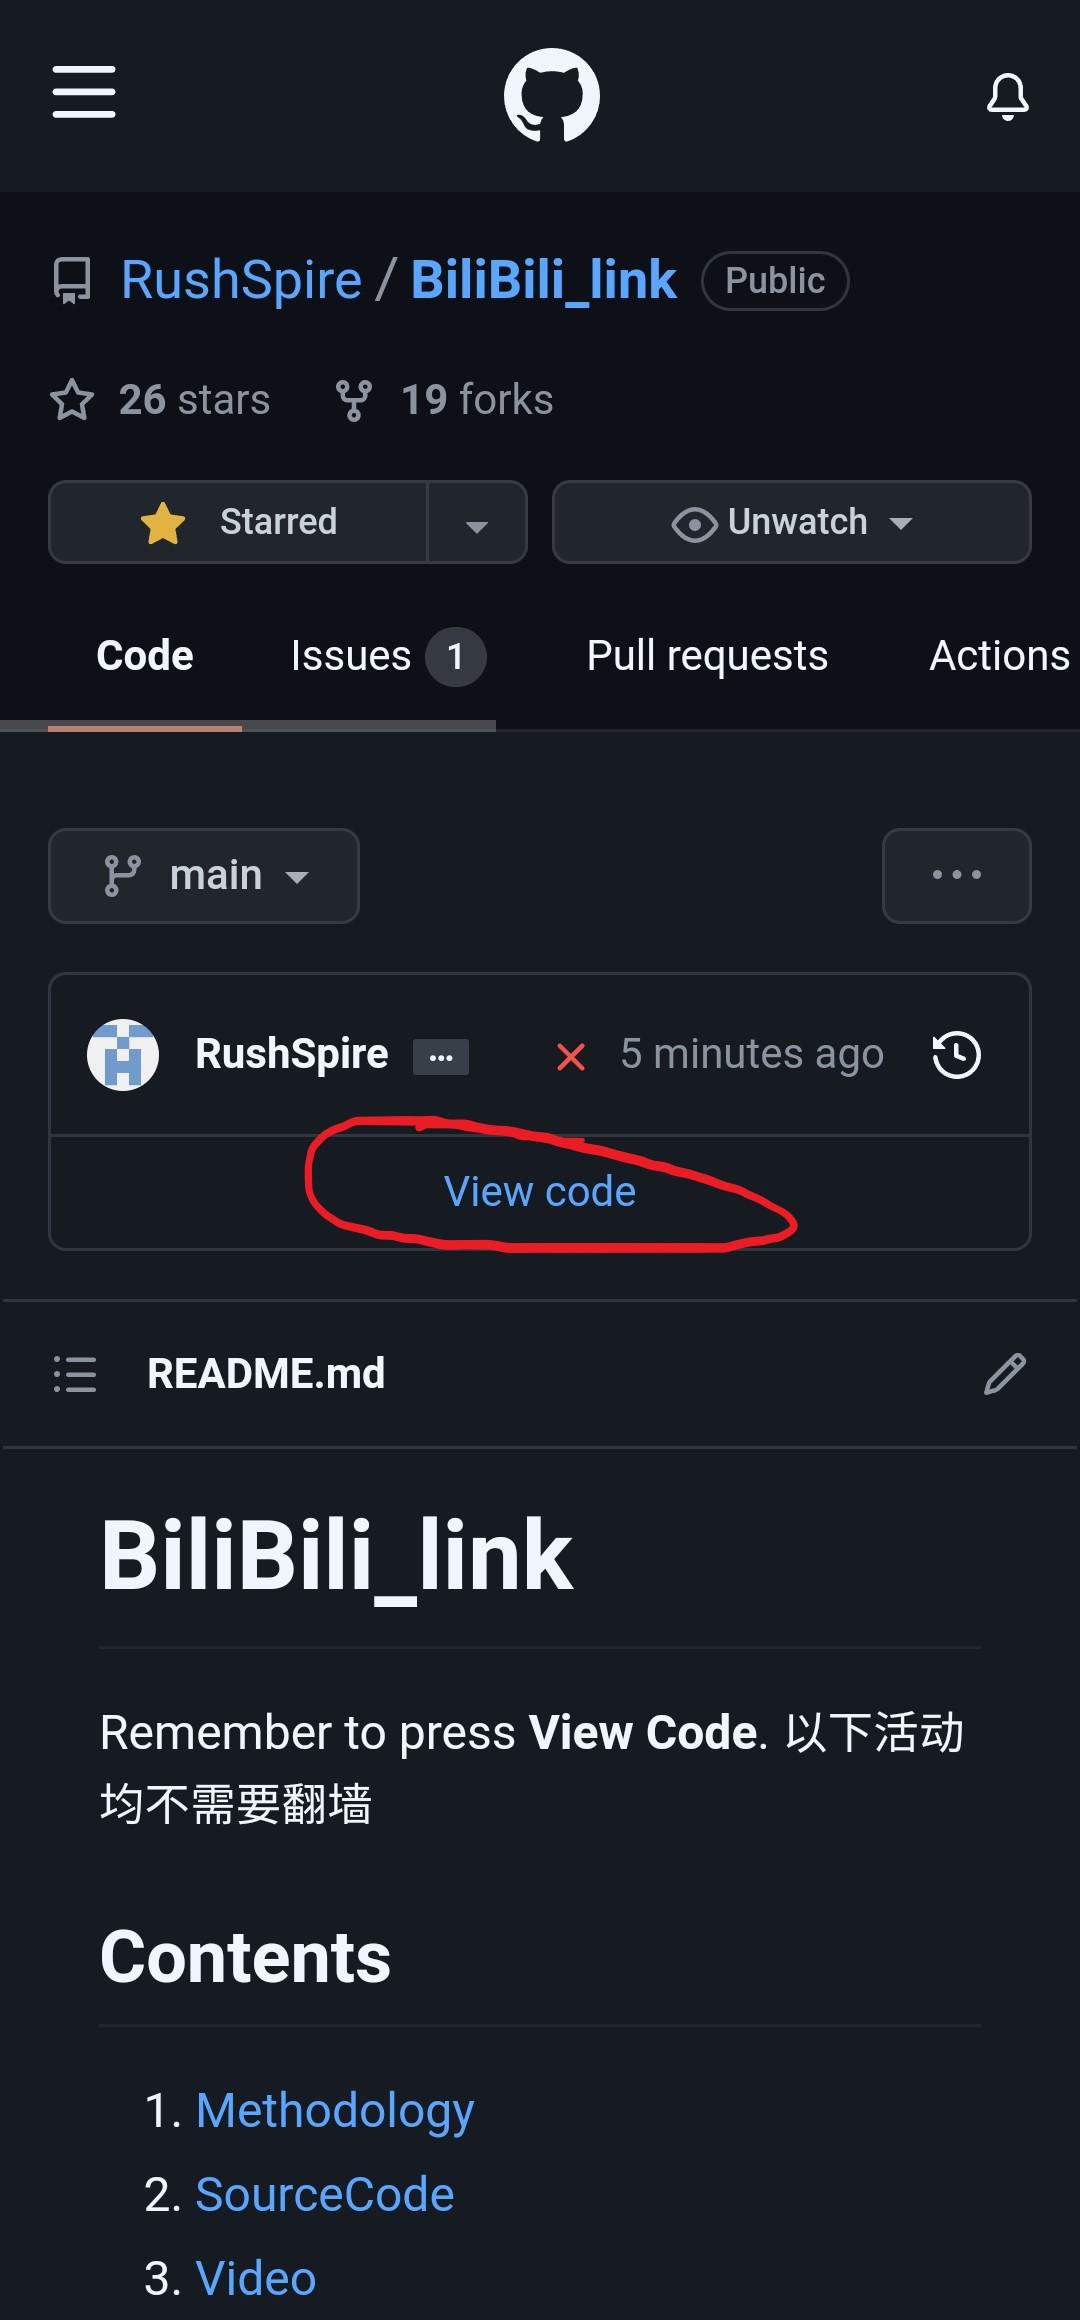 RushSpire / BiliBili_link Public
26 stars 19 forks
Starred Unwatch
Code Issues 1 Pull requests Actions
main
RushSpire ... 5 minutes ago
View code
README.md
BiliBili_link
Remember to press View Code. 以下活动
均不需要翻墙
Contents
1. Methodology
2. SourceCode
3. Video